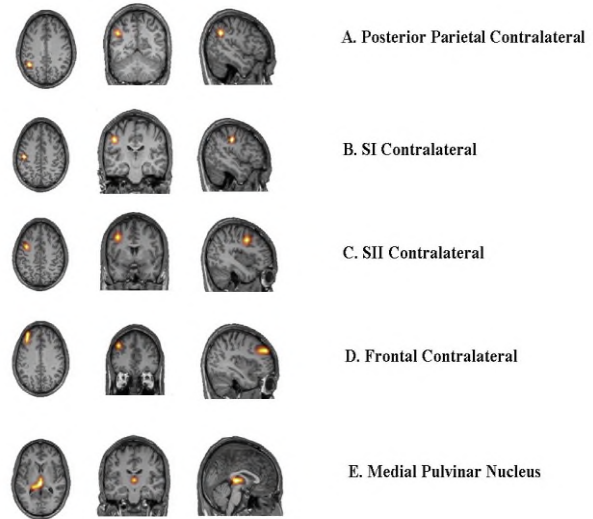 A. Posterior Parietal Contralateral
B. SI Contralateral
C. SII Contralateral
D. Frontal Contralateral
E. Medial Pulvinar Nucleus